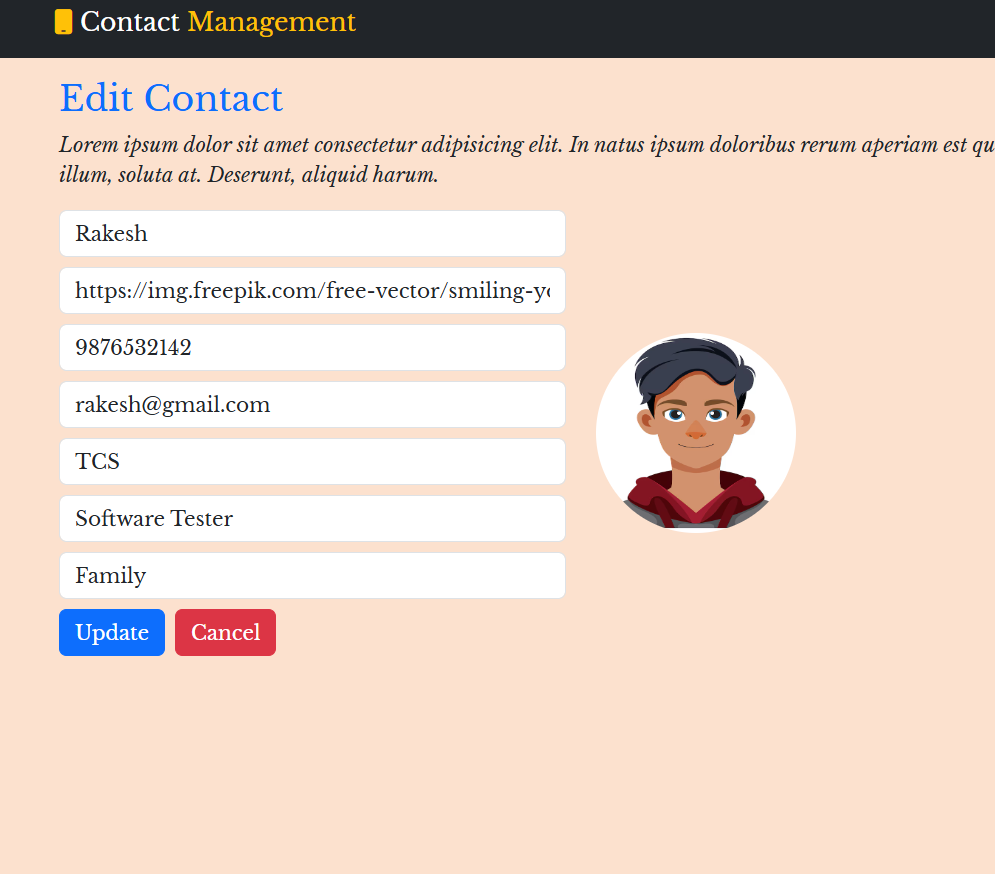 Contact Management
Edit Contact
Lorem ipsum dolor sit amet consectetur adipisicing elit. In natus ipsum doloribus rerum aperiam est
illum, soluta at. Deserunt, aliquid harum.
Rakesh
https://img.freepik.com/free-vector/smiling-
9876532142
rakesh@gmail.com
TCS
Software Tester
Family
Update Cancel